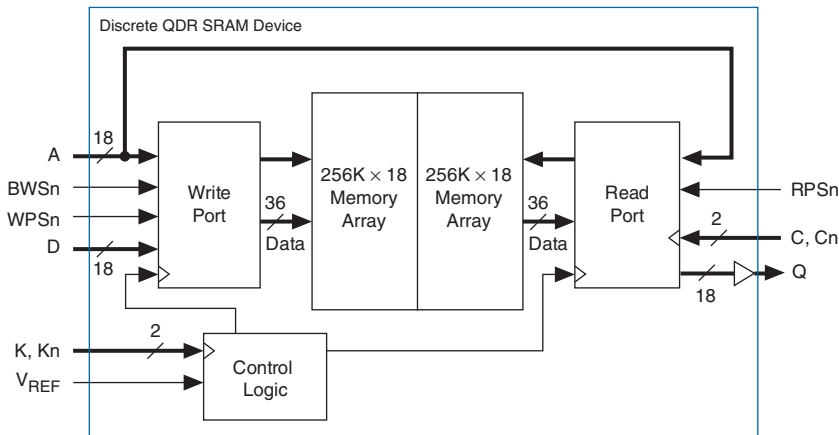 Discrete QDR SRAM Device
A
18
BWSn
WPSn
D
18
Write
Port
36
Data
256K × 18
Memory
Array
256K × 18
Memory
Array
36
Data
Read
Port
RPSn
2
C, Cn
18
Q
K, Kn
2
VREF
Control
Logic